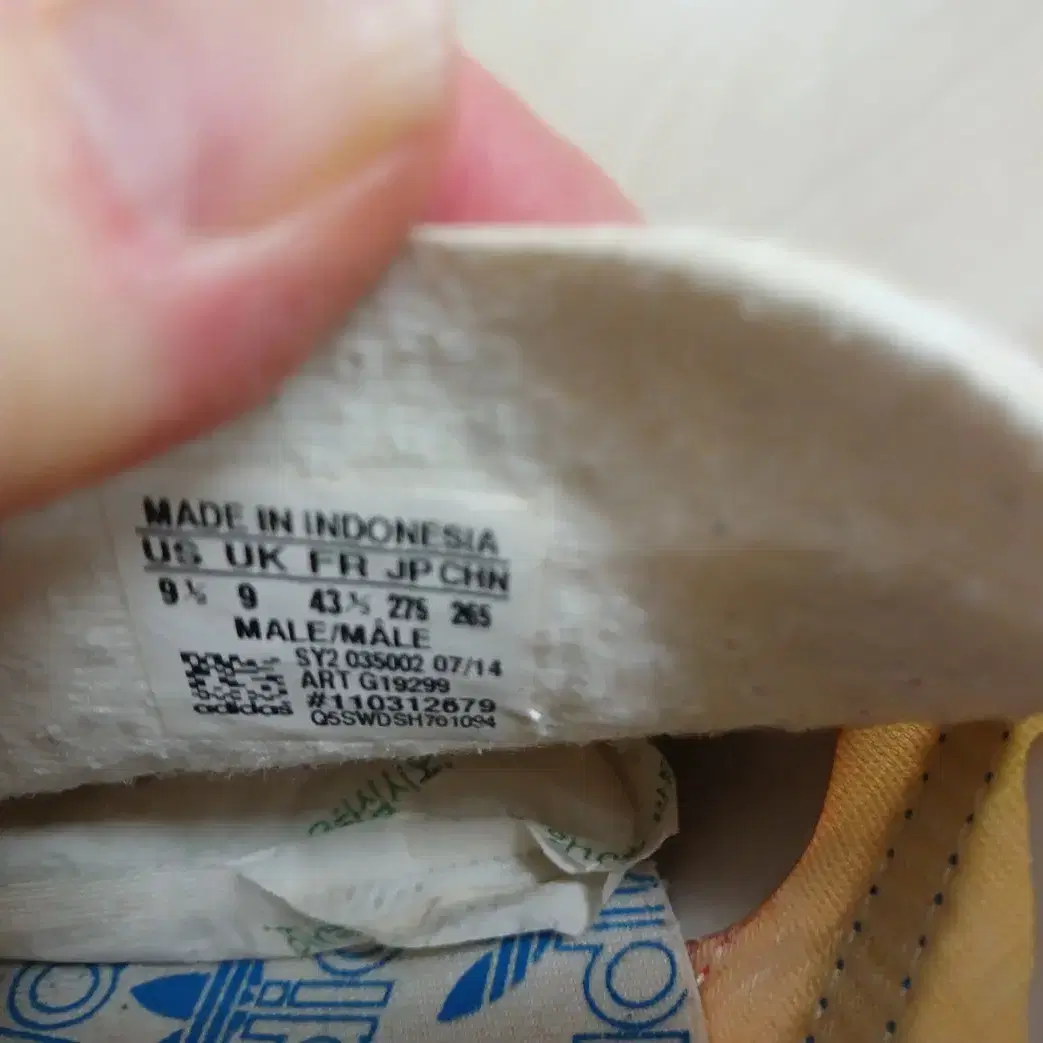 MADE IN INDONESIA
US UK FR JP CHN
9½ 9 43⅓ 275 265
MALE/MÂLE
SY2 035002 07/14
ART G19299
#110312679
adidas
Q5SWDSH761094